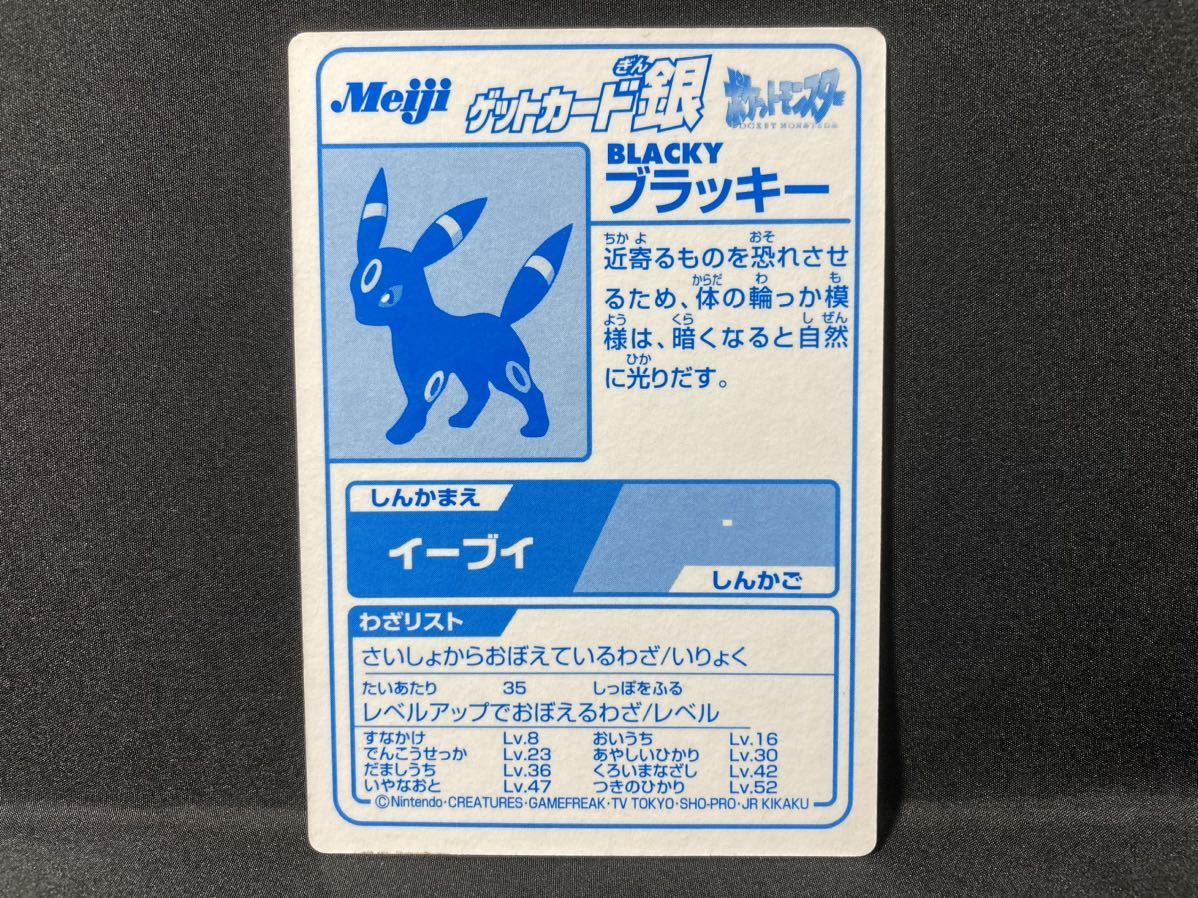 Meiji ゲットカード銀 ポケットモンスター
ぎん
POCKET MONSTERS
BLACKY
ブラッキー
ちか よ おそ
近寄るものを恐れさせ
からだ わ も
るため、体の輪っか模
よう くら し ぜん
様は、暗くなると自然
ひか
に光りだす。
しんかまえ
イーブイ
-
しんかご
わざリスト
さいしょからおぼえているわざ/いりょく
たいあたり 35 しっぽをふる
レベルアップでおぼえるわざ/レベル
すなかけ Lv.8 おいうち Lv.16
でんこうせっか Lv.23 あやしいひかり Lv.30
だましうち Lv.36 くろいまなざし Lv.42
いやなおと Lv.47 つきのひかり Lv.52
©Nintendo・CREATURES・GAMEFREAK・TV TOKYO・SHO-PRO・JR KIKAKU